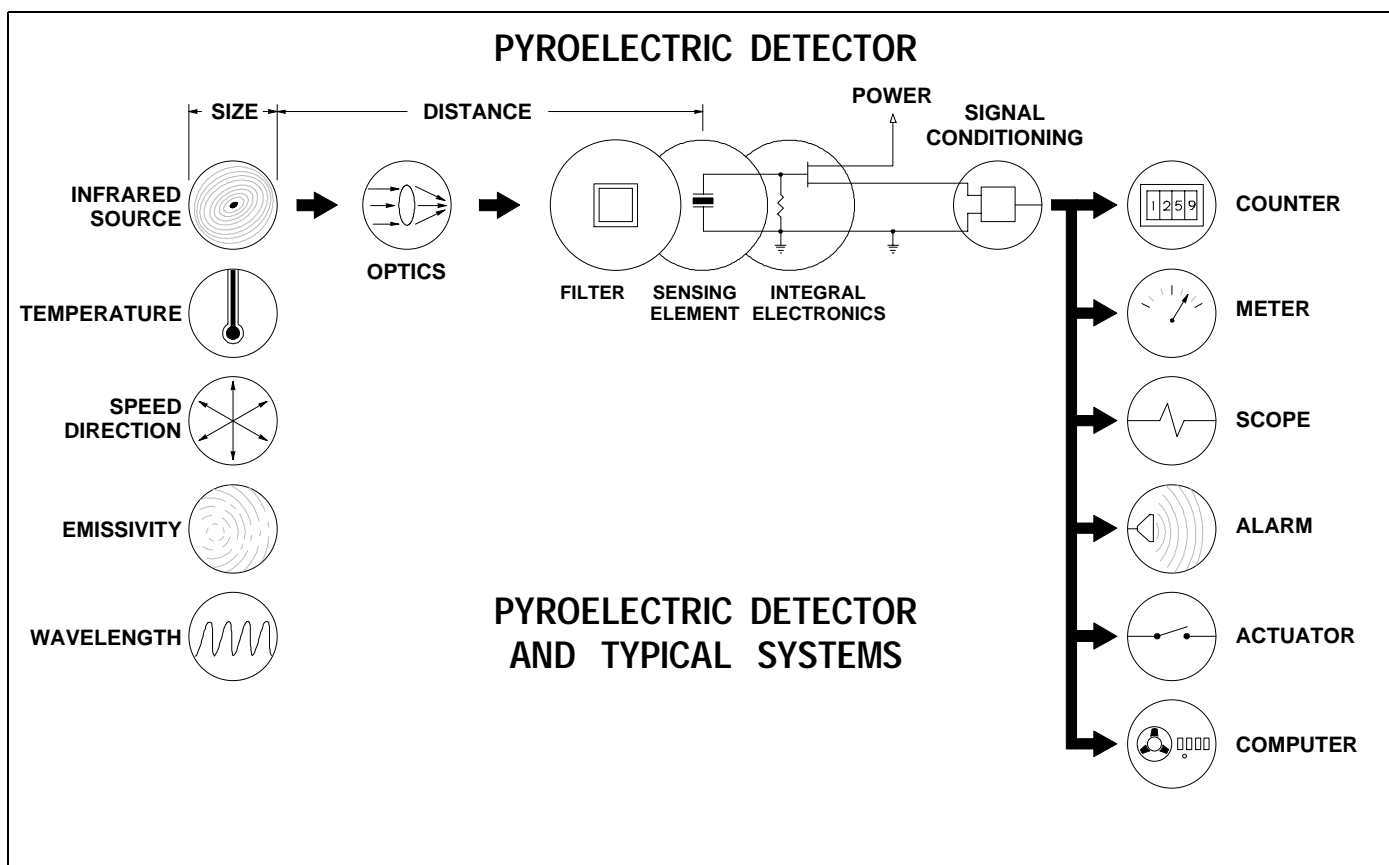 PYROELECTRIC DETECTOR
SIZE
DISTANCE
POWER
SIGNAL
CONDITIONING
INFRARED
SOURCE
OPTICS
FILTER
SENSING
ELEMENT
INTEGRAL
ELECTRONICS
1259
COUNTER
TEMPERATURE
METER
SPEED
DIRECTION
SCOPE
EMISSIVITY
ALARM
WAVELENGTH
PYROELECTRIC DETECTOR
AND TYPICAL SYSTEMS
ACTUATOR
COMPUTER